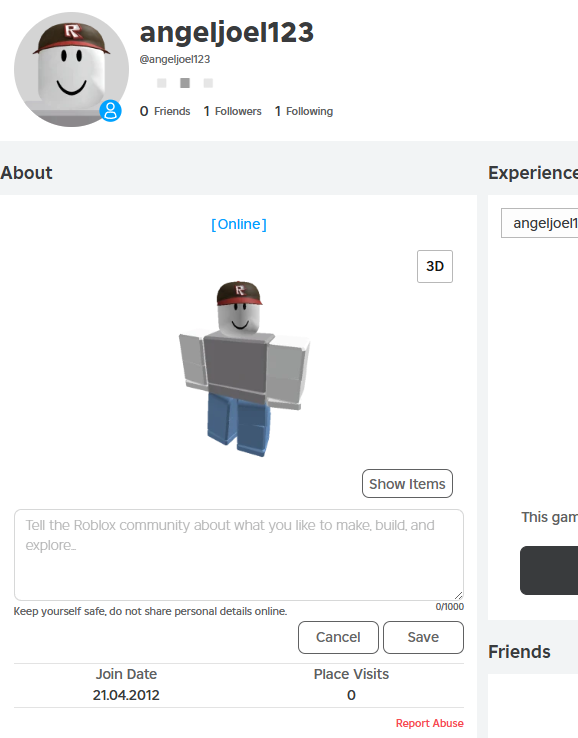 angeljoel123
@angeljoel123
0 Friends 1 Followers 1 Following
About
Experience
[ Online ]
angeljoel1
3D
R
Show Items
This gam
Tell the Roblox community about what you like to make, build, and
explore...
0/1000
Keep yourself safe, do not share personal details online.
Cancel
Save
Friends
Join Date
Place Visits
21.04.2012
0
Report Abuse